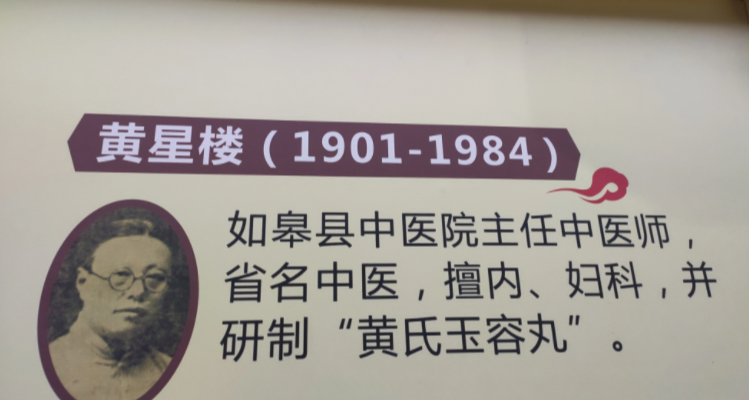 黄星楼（1901-1984）
如皋县中医院主任中医师，
省名中医，擅内、妇科，并
研制“黄氏玉容丸”。